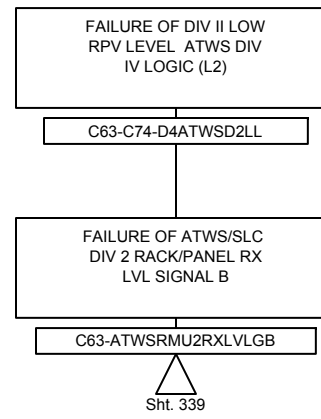 FAILURE OF DIV II LOW
RPV LEVEL ATWS DIV
IV LOGIC (L2)
C63-C74-D4ATWSD2LL
FAILURE OF ATWS/SLC
DIV 2 RACK/PANEL RX
LVL SIGNAL B
C63-ATWSRMU2RXLVLGB
Sht. 339